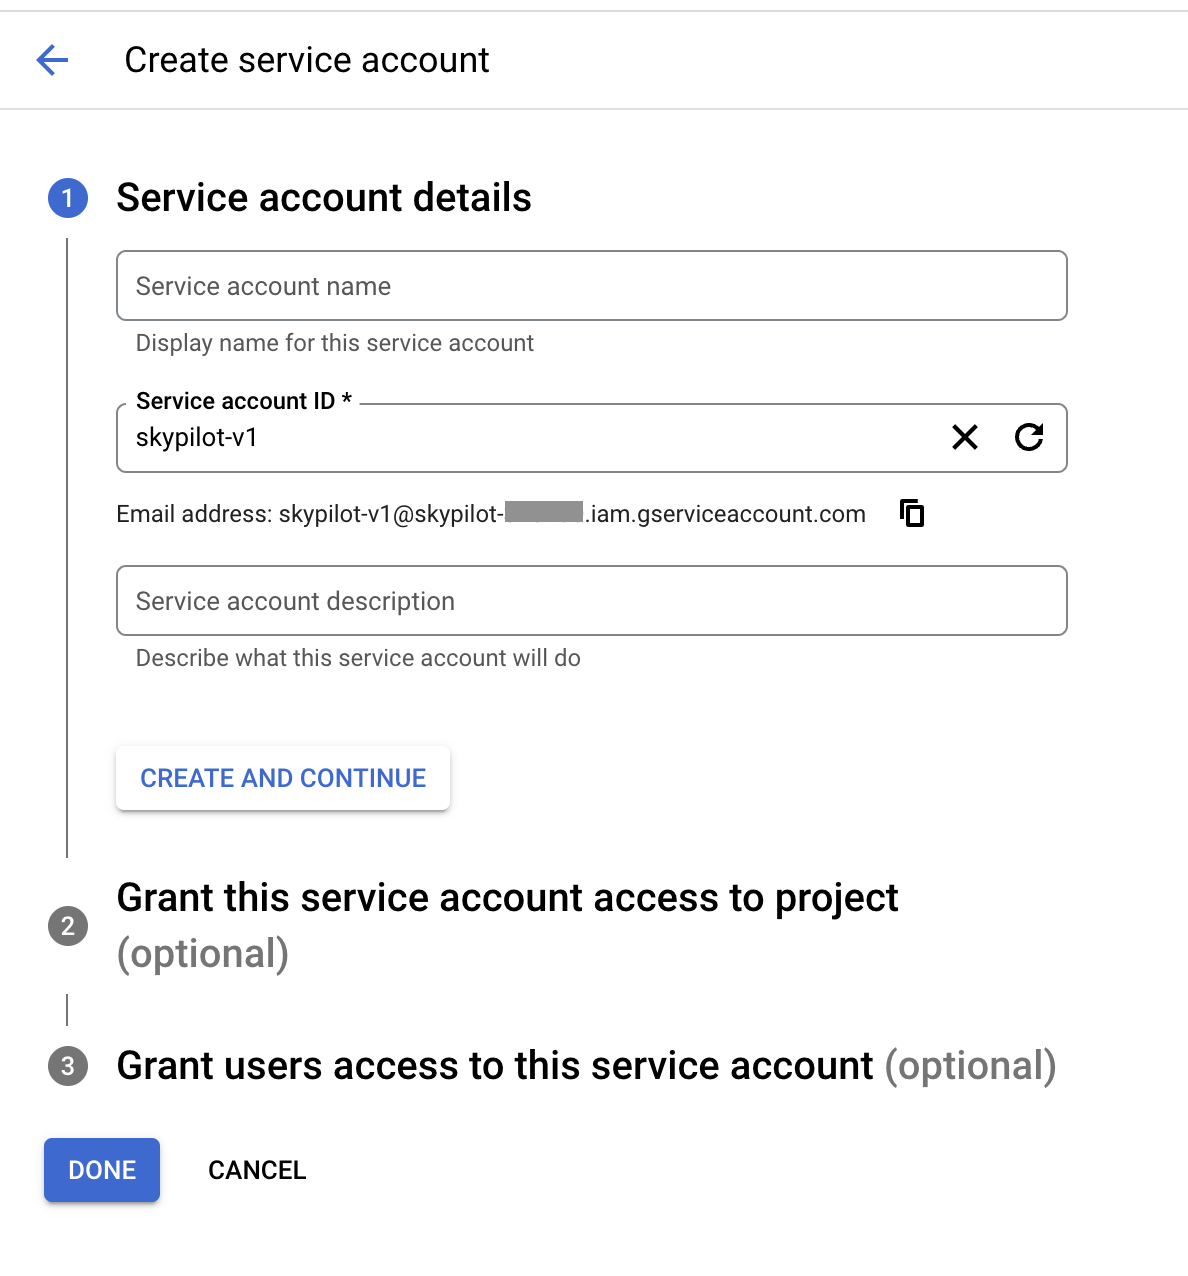 Create service account
1 Service account details
Service account name
Display name for this service account
Service account ID *
skypilot-v1
Email address: skypilot-v1@skypilot- .iam.gserviceaccount.com
Service account description
Describe what this service account will do
CREATE AND CONTINUE
2 Grant this service account access to project
(optional)
3 Grant users access to this service account (optional)
DONE CANCEL